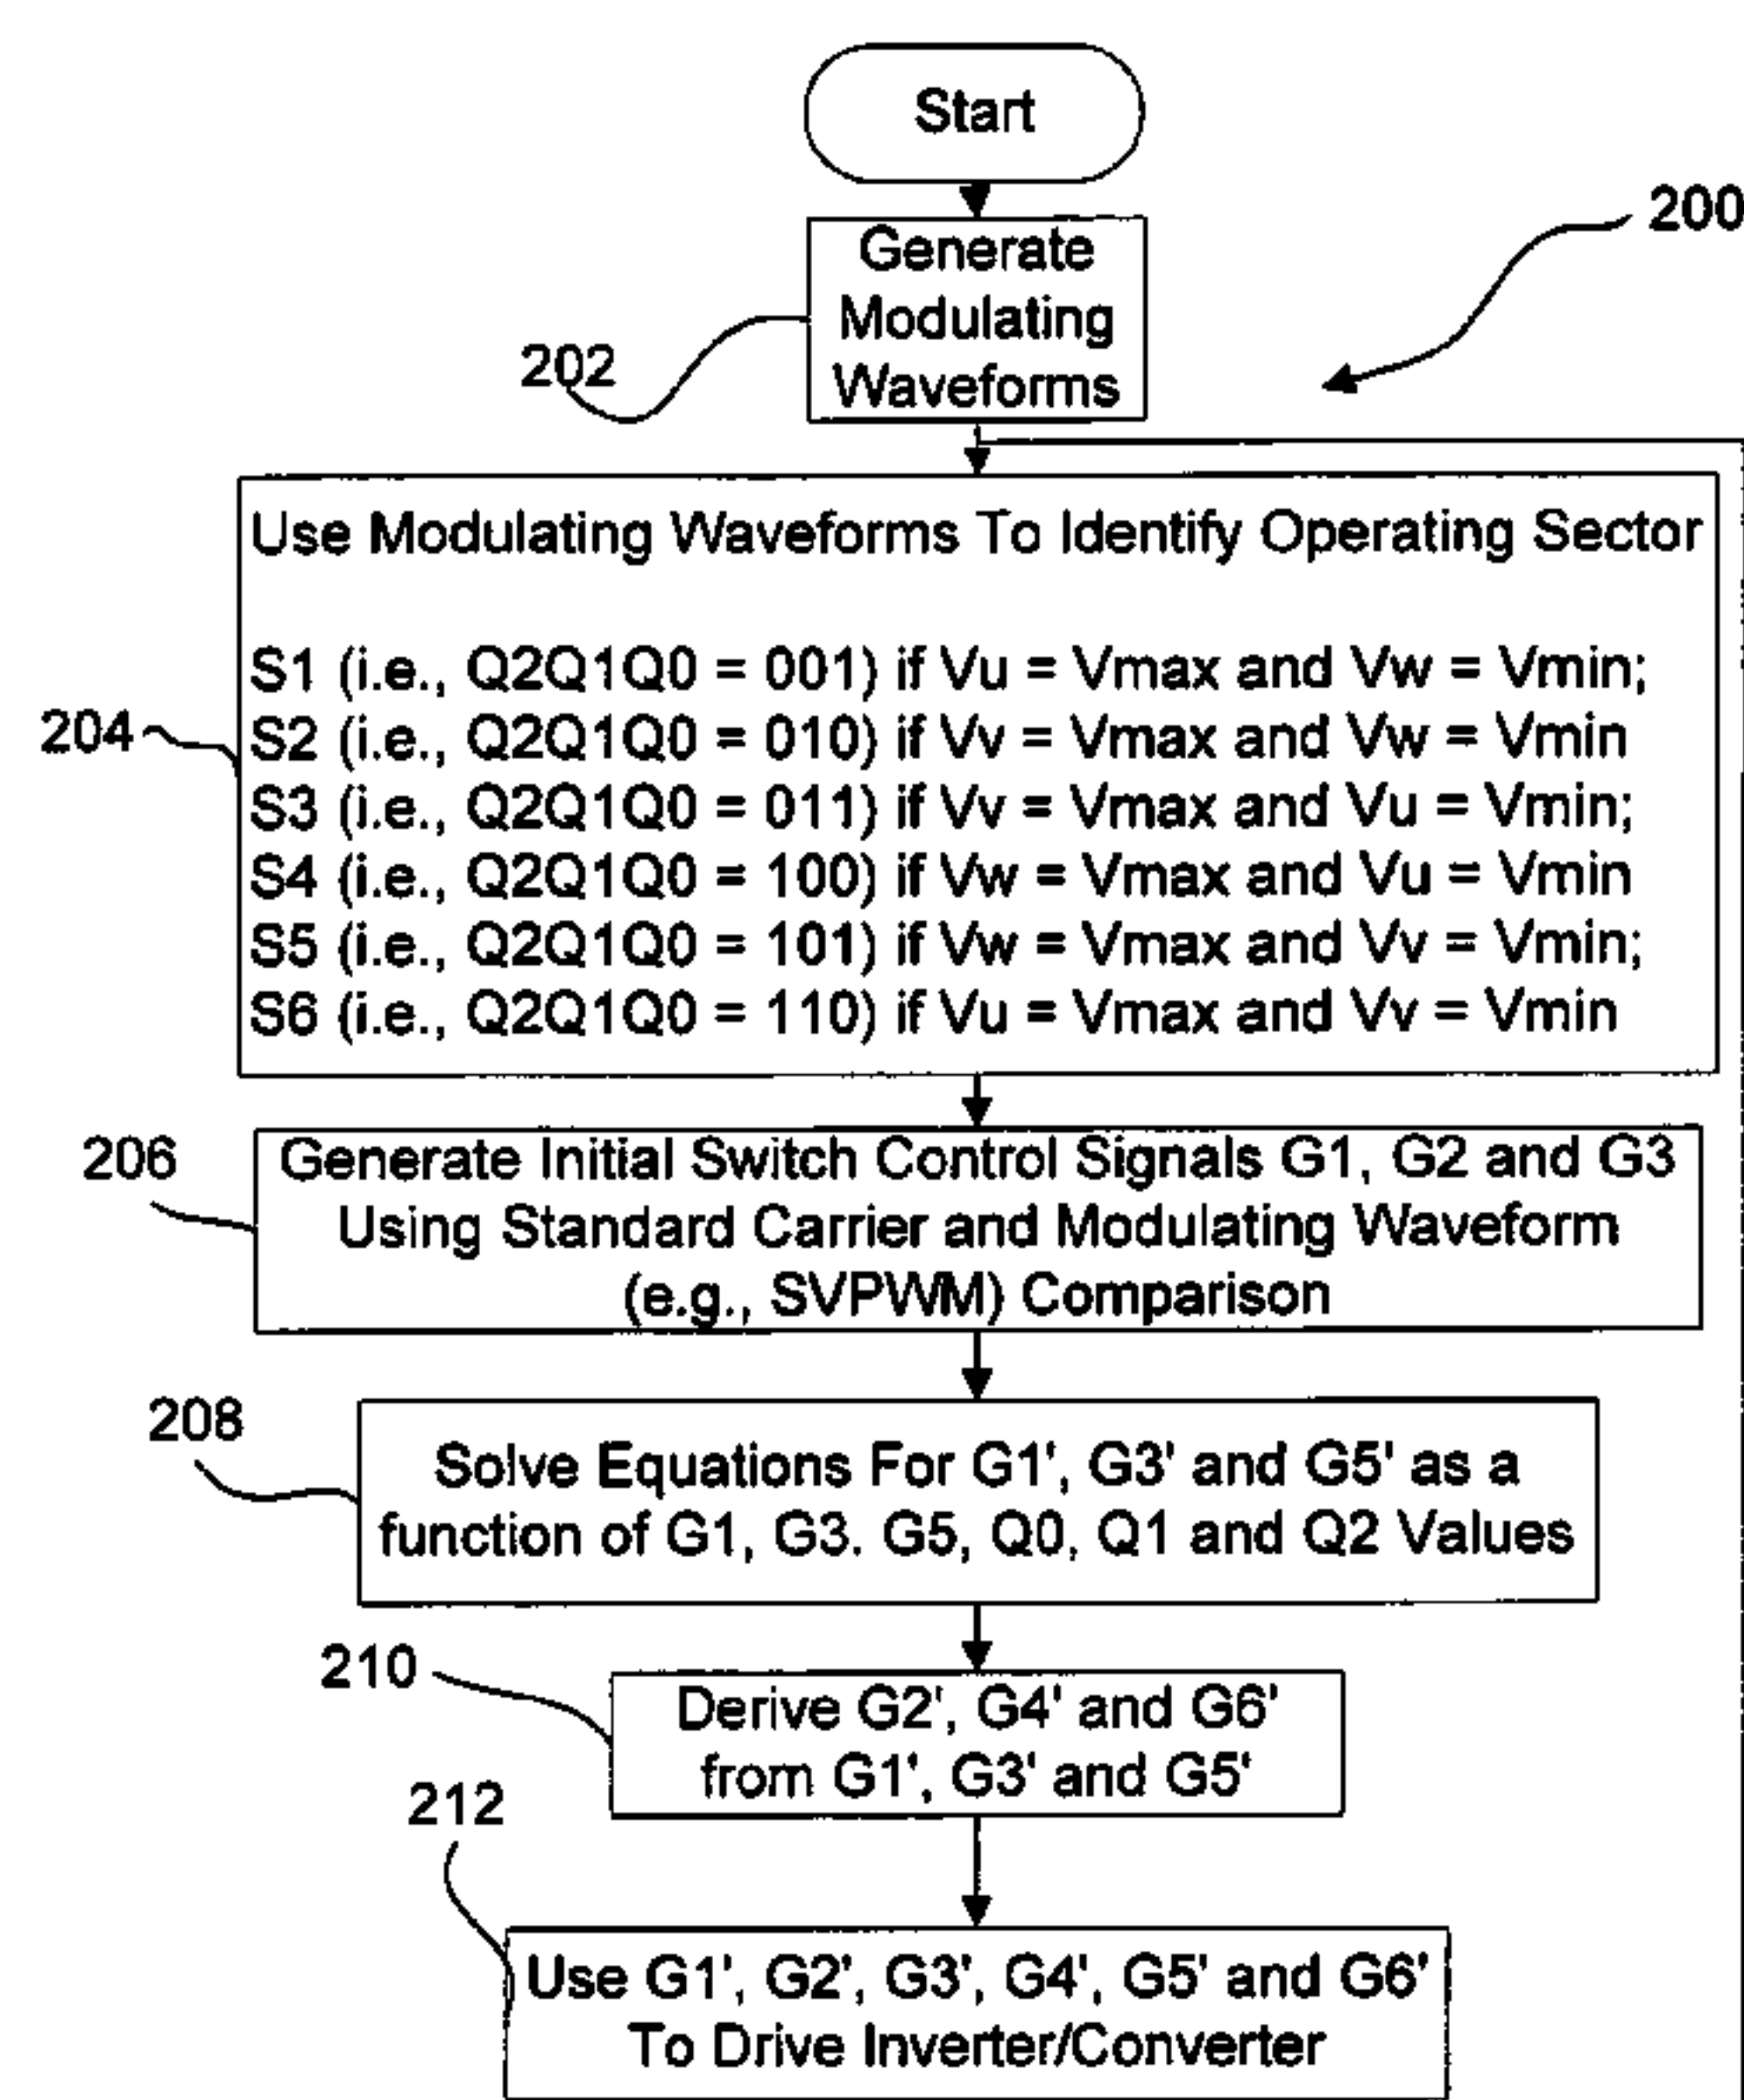 Start
200
Generate
Modulating
Waveforms
202
Use Modulating Waveforms To Identify Operating Sector
S1 (i.e., Q2Q1Q0 = 001) if Vu = Vmax and Vw = Vmin;
S2 (i.e., Q2Q1Q0 = 010) if Vv = Vmax and Vw = Vmin
S3 (i.e., Q2Q1Q0 = 011) if Vv = Vmax and Vu = Vmin;
S4 (i.e., Q2Q1Q0 = 100) if Vw = Vmax and Vu = Vmin
S5 (i.e., Q2Q1Q0 = 101) if Vw = Vmax and Vv = Vmin;
S6 (i.e., Q2Q1Q0 = 110) if Vu = Vmax and Vv = Vmin
204
206
Generate Initial Switch Control Signals G1, G2 and G3
Using Standard Carrier and Modulating Waveform
(e.g., SVPWM) Comparison
208
Solve Equations For G1', G3' and G5' as a
function of G1, G3. G5, Q0, Q1 and Q2 Values
210
Derive G2', G4' and G6'
from G1', G3' and G5'
212
Use G1', G2', G3', G4', G5' and G6'
To Drive Inverter/Converter